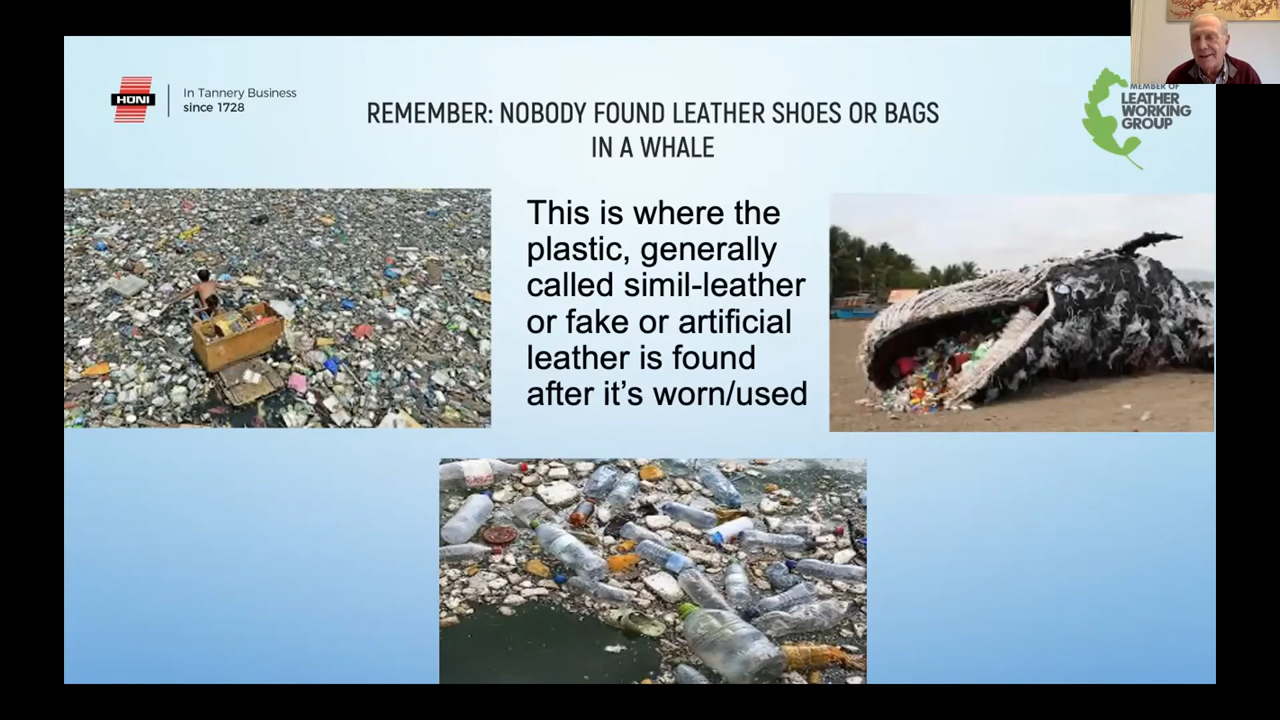 HÜNI
In Tannery Business
since 1728
REMEMBER: NOBODY FOUND LEATHER SHOES OR BAGS
IN A WHALE
MEMBER OF
LEATHER
WORKING
GROUP
This is where the
plastic, generally
called simil-leather
or fake or artificial
leather is found
after it’s worn/used